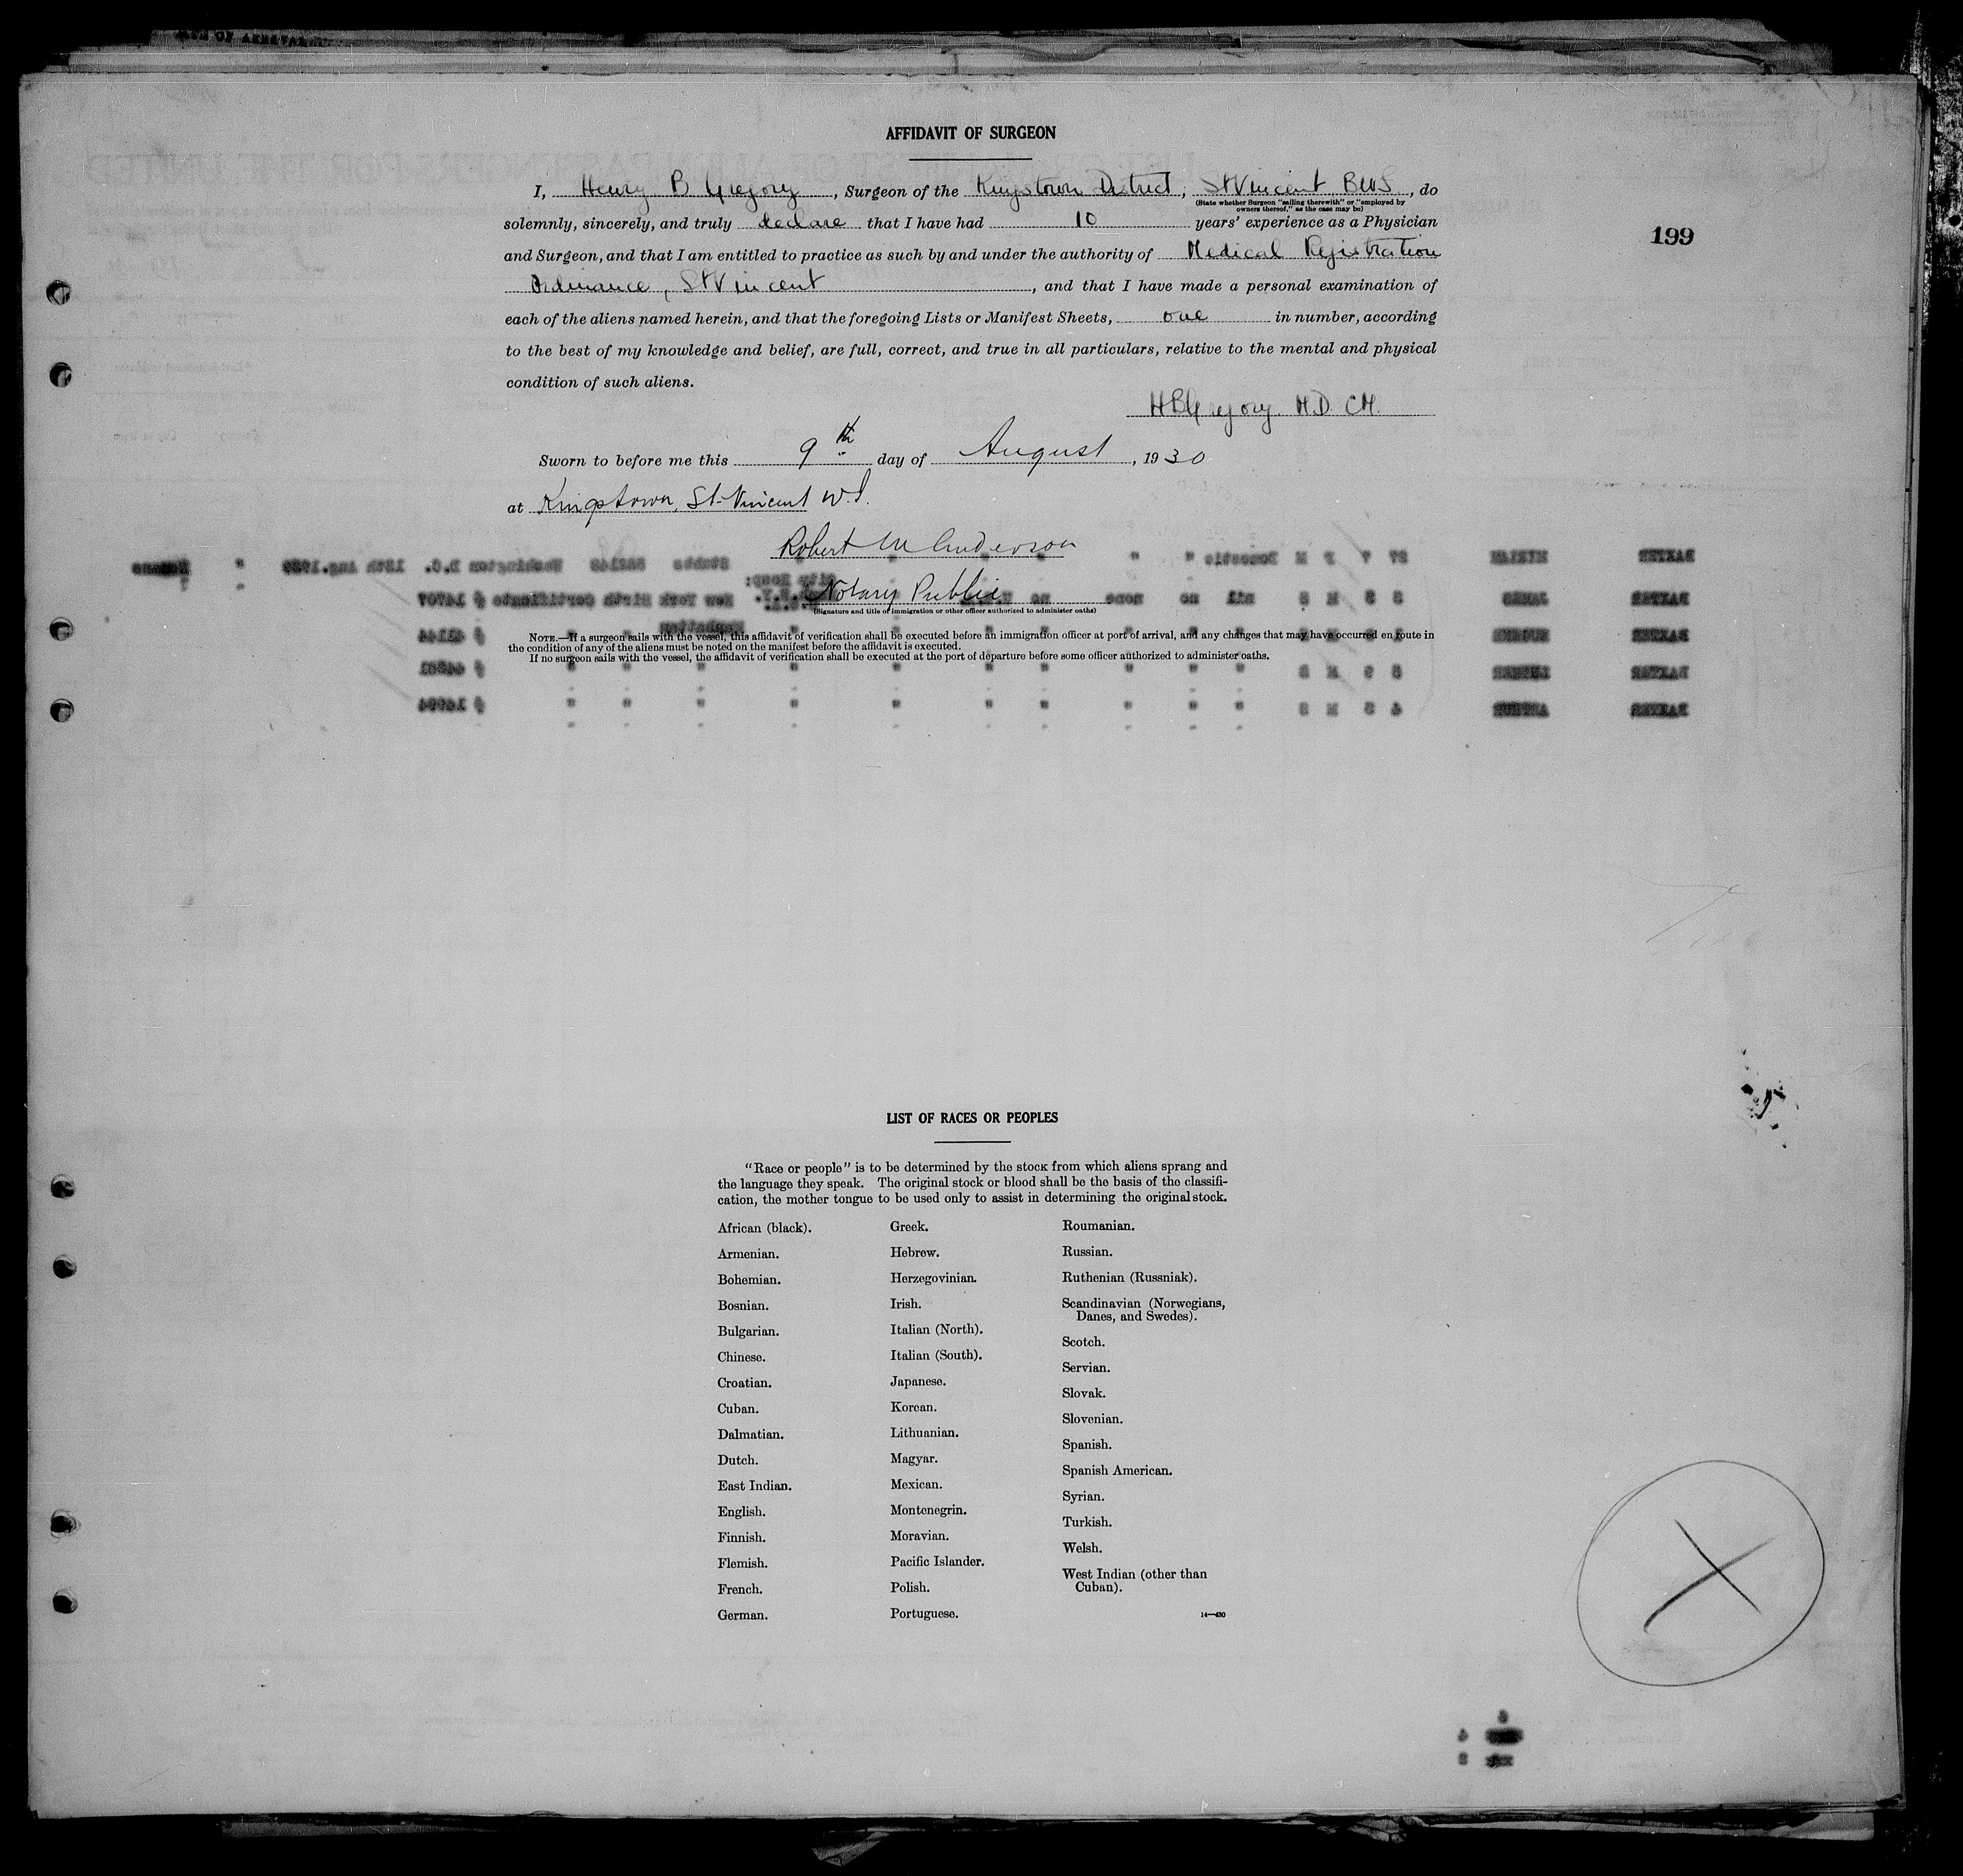 AFFIDAVIT OF SURGEON
I, Henry B Gregory, Surgeon of the Kingstown District, St Vincent BWI, do
(State whether Surgeon "sailing therewith" or "employed by
owners thereof," as the case may be)
solemnly, sincerely, and truly declare that I have had 10 years' experience as a Physician
199
and Surgeon, and that I am entitled to practice as such by and under the authority of Medical Registration
Ordinance, St Vincent, and that I have made a personal examination of
each of the aliens named herein, and that the foregoing Lists or Manifest Sheets, one in number, according
to the best of my knowledge and belief, are full, correct, and true in all particulars, relative to the mental and physical
condition of such aliens.
HB Gregory. M.D. CM.
Sworn to before me this 9th day of August, 1930
at Kingstown, St. Vincent W.I.
Robert M Anderson
Notary Public
(Signature and title of immigration or other officer authorized to administer oaths)
NOTE.—If a surgeon sails with the vessel, this affidavit of verification shall be executed before an immigration officer at port of arrival, and any changes that may have occurred en route in
the condition of any of the aliens must be noted on the manifest before the affidavit is executed.
If no surgeon sails with the vessel, the affidavit of verification shall be executed at the port of departure before some officer authorized to administer oaths.
BAXTER MIRIAM
BAXTER JAMES
BAXTER
BAXTER LUTHER
BAXTER ARTHUR
LIST OF RACES OR PEOPLES
"Race or people" is to be determined by the stock from which aliens sprang and
the language they speak. The original stock or blood shall be the basis of the classifi-
cation, the mother tongue to be used only to assist in determining the original stock.
African (black).
Armenian.
Bohemian.
Bosnian.
Bulgarian.
Chinese.
Croatian.
Cuban.
Dalmatian.
Dutch.
East Indian.
English.
Finnish.
Flemish.
French.
German.
Greek.
Hebrew.
Herzegovinian.
Irish.
Italian (North).
Italian (South).
Japanese.
Korean.
Lithuanian.
Magyar.
Mexican.
Montenegrin.
Moravian.
Pacific Islander.
Polish.
Portuguese.
Roumanian.
Russian.
Ruthenian (Russniak).
Scandinavian (Norwegians,
Danes, and Swedes).
Scotch.
Servian.
Slovak.
Slovenian.
Spanish.
Spanish American.
Syrian.
Turkish.
Welsh.
West Indian (other than
Cuban).
14—430